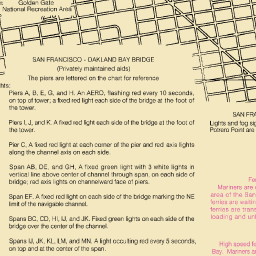 Golden Gate
National Recreation Area
SAN FRANCISCO - OAKLAND BAY BRIDGE
(Privately maintained aids)
The piers are lettered on the chart for reference
hts:
Piers A, B, E, G, and H. An AERO, flashing red every 10 seconds,
on top of tower; a fixed red light each side of the bridge at the foot of
the tower.
Piers I, J, and K. A fixed red light each side of the bridge at the foot of
the tower.
Pier C, A fixed red light at each corner of the pier and red axis lights
along the channel axis on each side.
Span AB, DE, and GH, A fixed green light with 3 white lights in
vertical line above center of channel through span, on each side of
bridge; red axis lights on channelward face of piers.
Span EF. A fixed red light on each side of the bridge marking the NE
limit of the navigable channel.
Spans BC, CD, HI, IJ, and JK. Fixed green lights on each side of the
bridge over the center of the channel.
Spans IJ, JK, KL, LM, and MN. A light occulting red every 5 seconds,
on top and at the center of the span.
SAN FRA
Lights and fog sig
Potrero Point are
Fe
Mariners are
area of the San
ferries are
ferries are
loading and un
High speed f
Bay. Mariners a